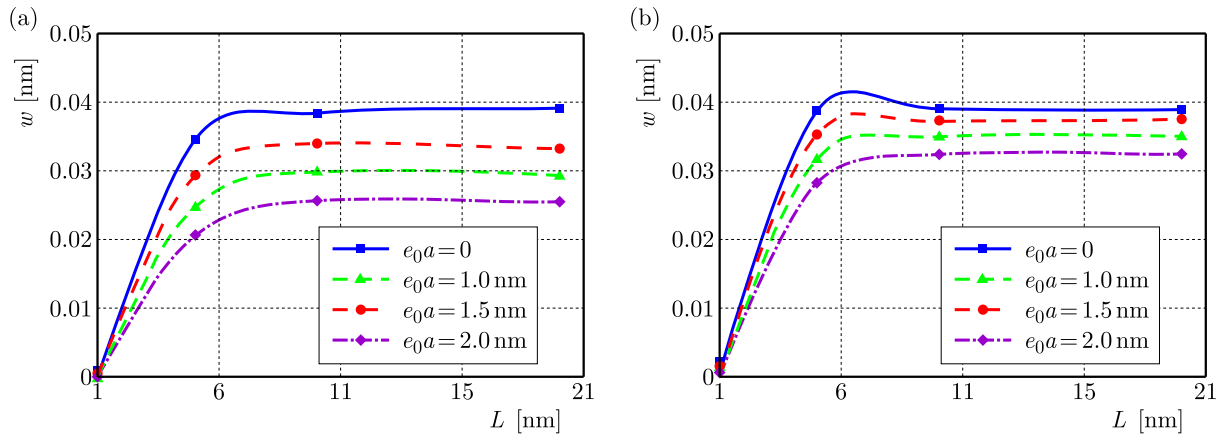 (a)
w [nm]
0.05
0.04
0.03
0.02
0.01
0
1 6 11 15 21
L [nm]
e₀a=0
e₀a=1.0 nm
e₀a=1.5 nm
e₀a=2.0 nm
(b)
w [nm]
0.05
0.04
0.03
0.02
0.01
0
1 6 11 15 21
L [nm]
e₀a=0
e₀a=1.0 nm
e₀a=1.5 nm
e₀a=2.0 nm